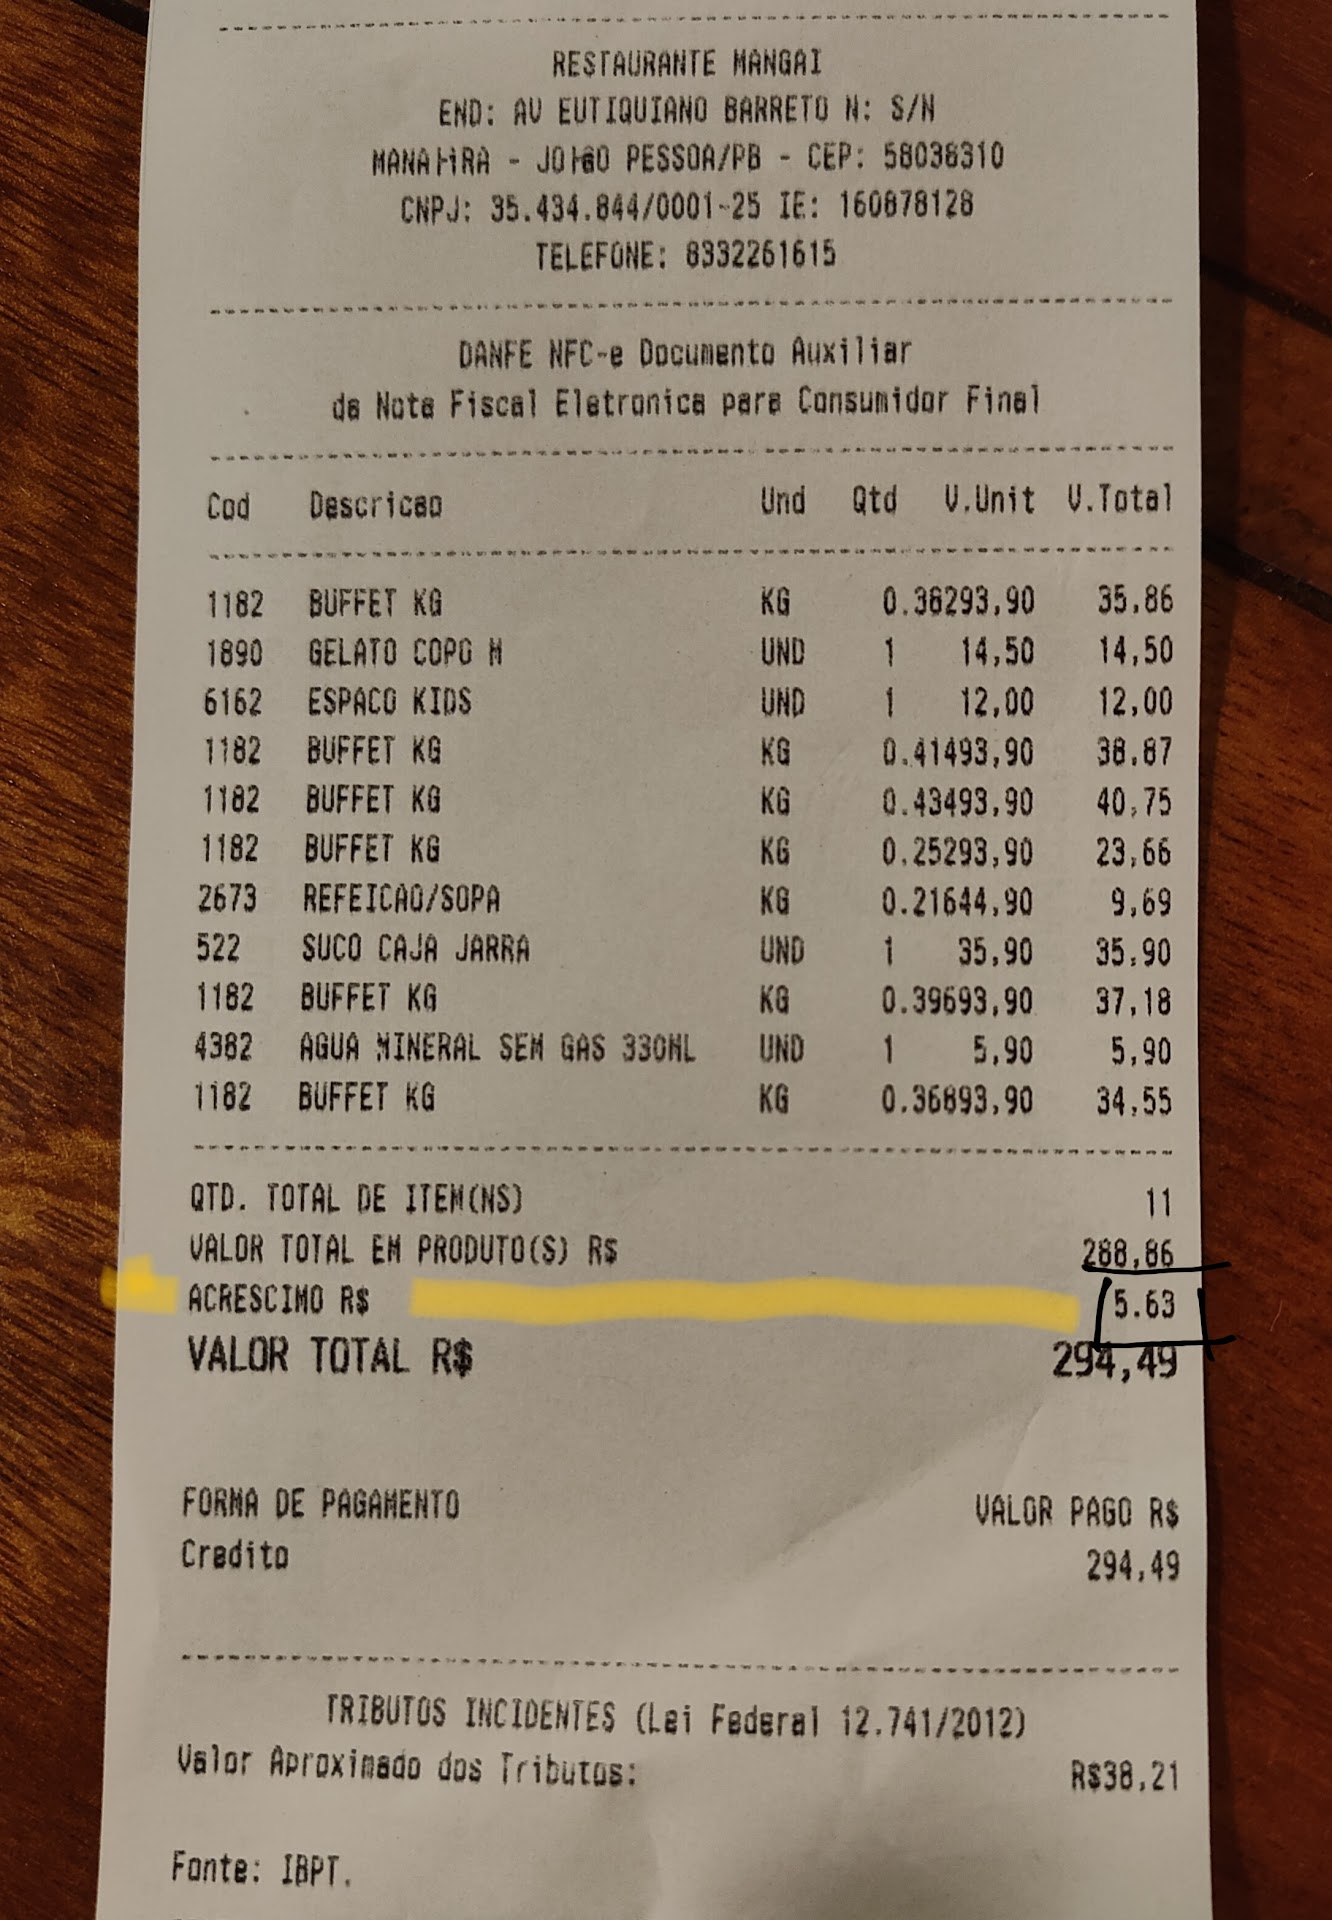 RESTAURANTE MANGAI
END: AV EUTIQUIANO BARRETO N: S/N
- PESSOA/PB - CEP: 58038310
CNPJ: 35.434.844/0001-25 IE: 160878128
TELEFONE: 8332261615
DANFE NFC-e Documento Auxiliar
da Nota Fiscal Eletronica para Consumidor Final
Cod Descricao Und Qtd V.Unit V.Total
1182 BUFFET KG KG 0.38293,90 35,86
1890 GELATO COPO M UND 1 14,50 14,50
6162 ESPACO KIDS UND 1 12,00 12,00
1182 BUFFET KG KG 0.41493,90 38,87
1182 BUFFET KG KG 0.43493,90 40,75
1182 BUFFET KG KG 0.25293,90 23,66
2673 REFEICAO/SOPA KG 0.21644,90 9,69
522 SUCO CAJA JARRA UND 1 35,90 35,90
1182 BUFFET KG KG 0.39693,90 37,18
4382 AGUA MINERAL SEM GAS 330ML UND 1 5,90 5,90
1182 BUFFET KG KG 0.36893,90 34,55
QTD. TOTAL DE ITEM(NS) 11
VALOR TOTAL EM PRODUTO(S) R$ 288,86
ACRESCIMO R$ 5.63
VALOR TOTAL R$ 294,49
FORMA DE PAGAMENTO VALOR PAGO R$
Credito 294,49
TRIBUTOS INCIDENTES (Lei Federal 12.741/2012)
Valor Aproximado dos Tributos: R$38,21
Fonte: IBPT.